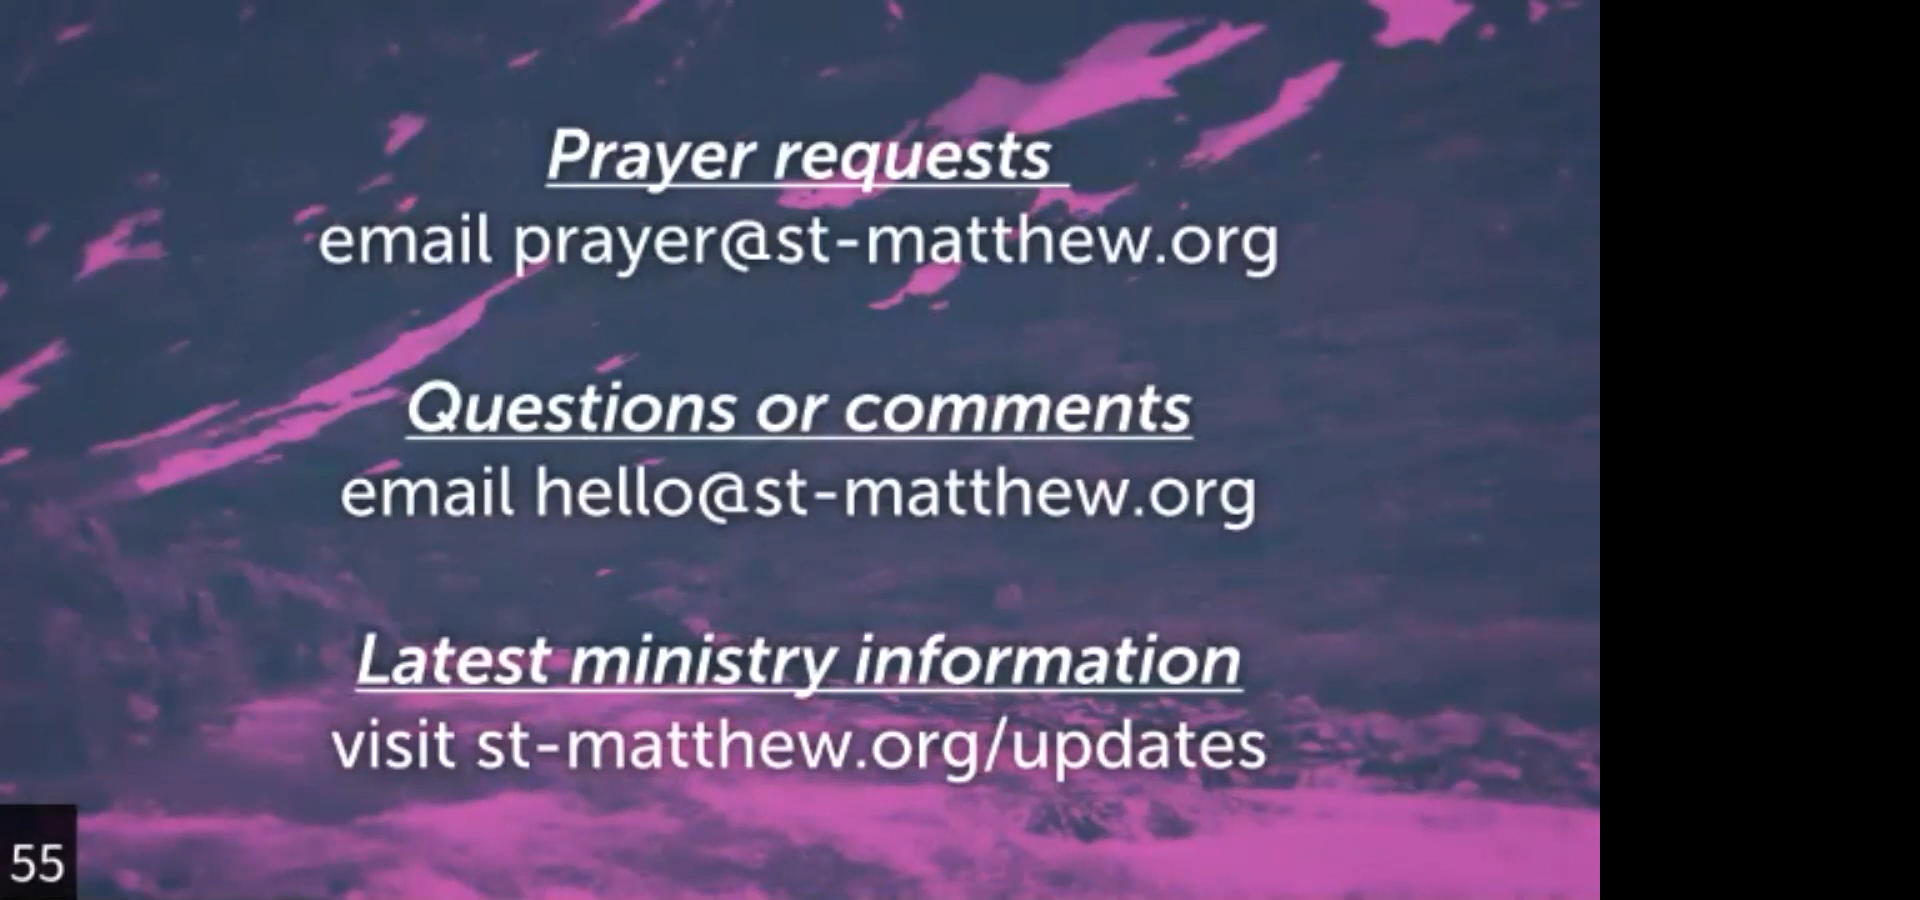 Prayer requests
email prayer@st-matthew.org
Questions or comments
email hello@st-matthew.org
Latest ministry information
visit st-matthew.org/updates
55